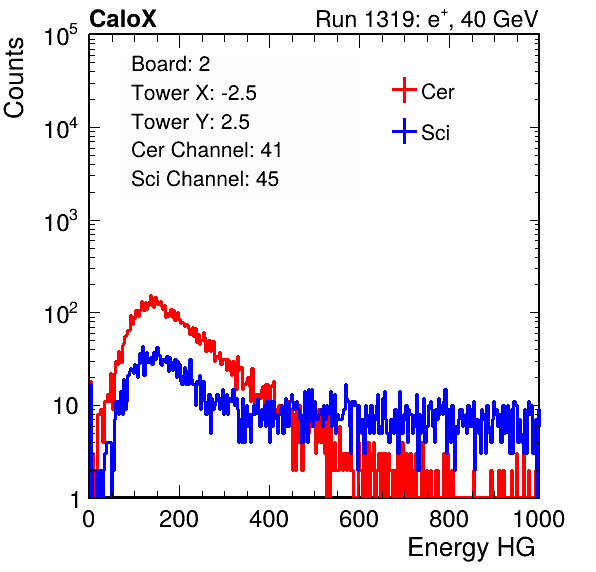 CaloX Run 1319: e⁺, 40 GeV
Counts
10⁵
10⁴
10³
10²
10
1
Board: 2
Tower X: -2.5
Tower Y: 2.5
Cer Channel: 41
Sci Channel: 45
Cer
Sci
0 200 400 600 800 1000
Energy HG